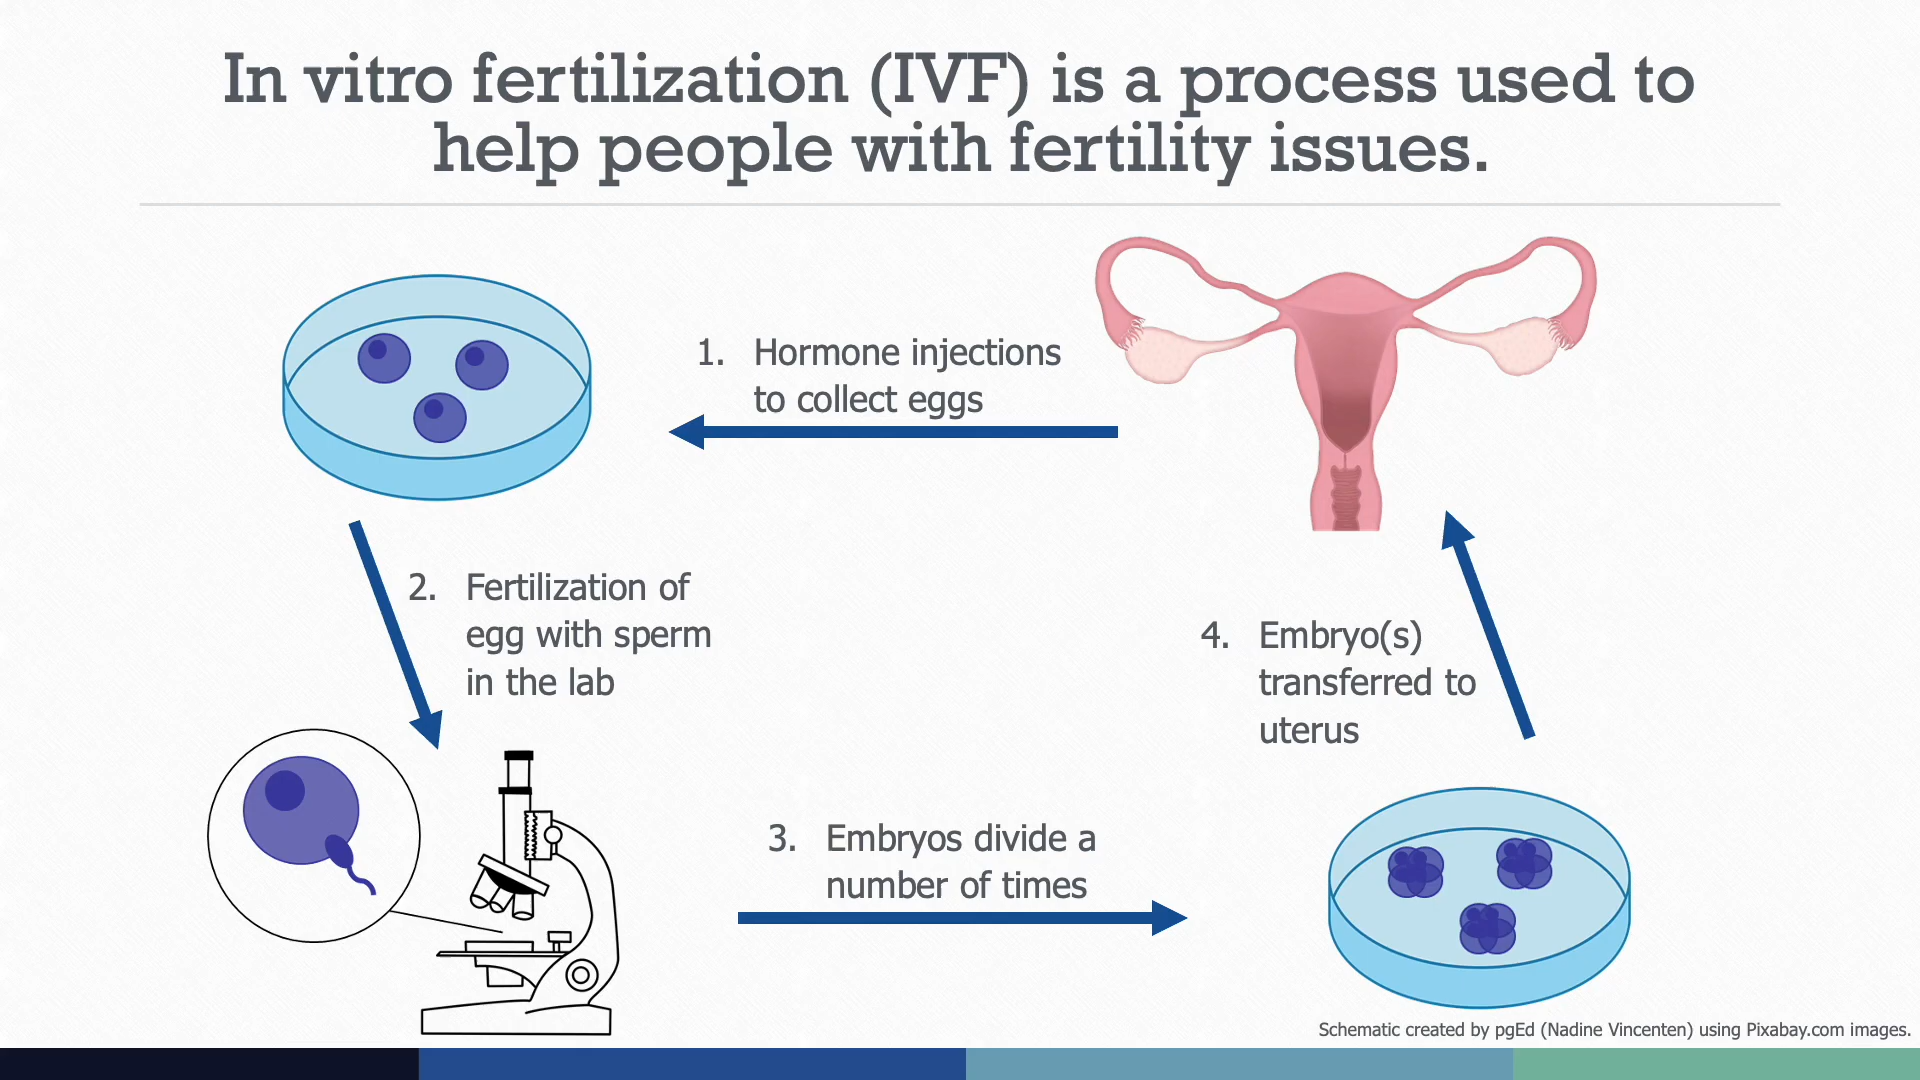 In vitro fertilization (IVF) is a process used to
help people with fertility issues.
1. Hormone injections
to collect eggs
2. Fertilization of
egg with sperm
in the lab
3. Embryos divide a
number of times
4. Embryo(s)
transferred to
uterus
Schematic created by pgEd (Nadine Vincenten) using Pixabay.com images.